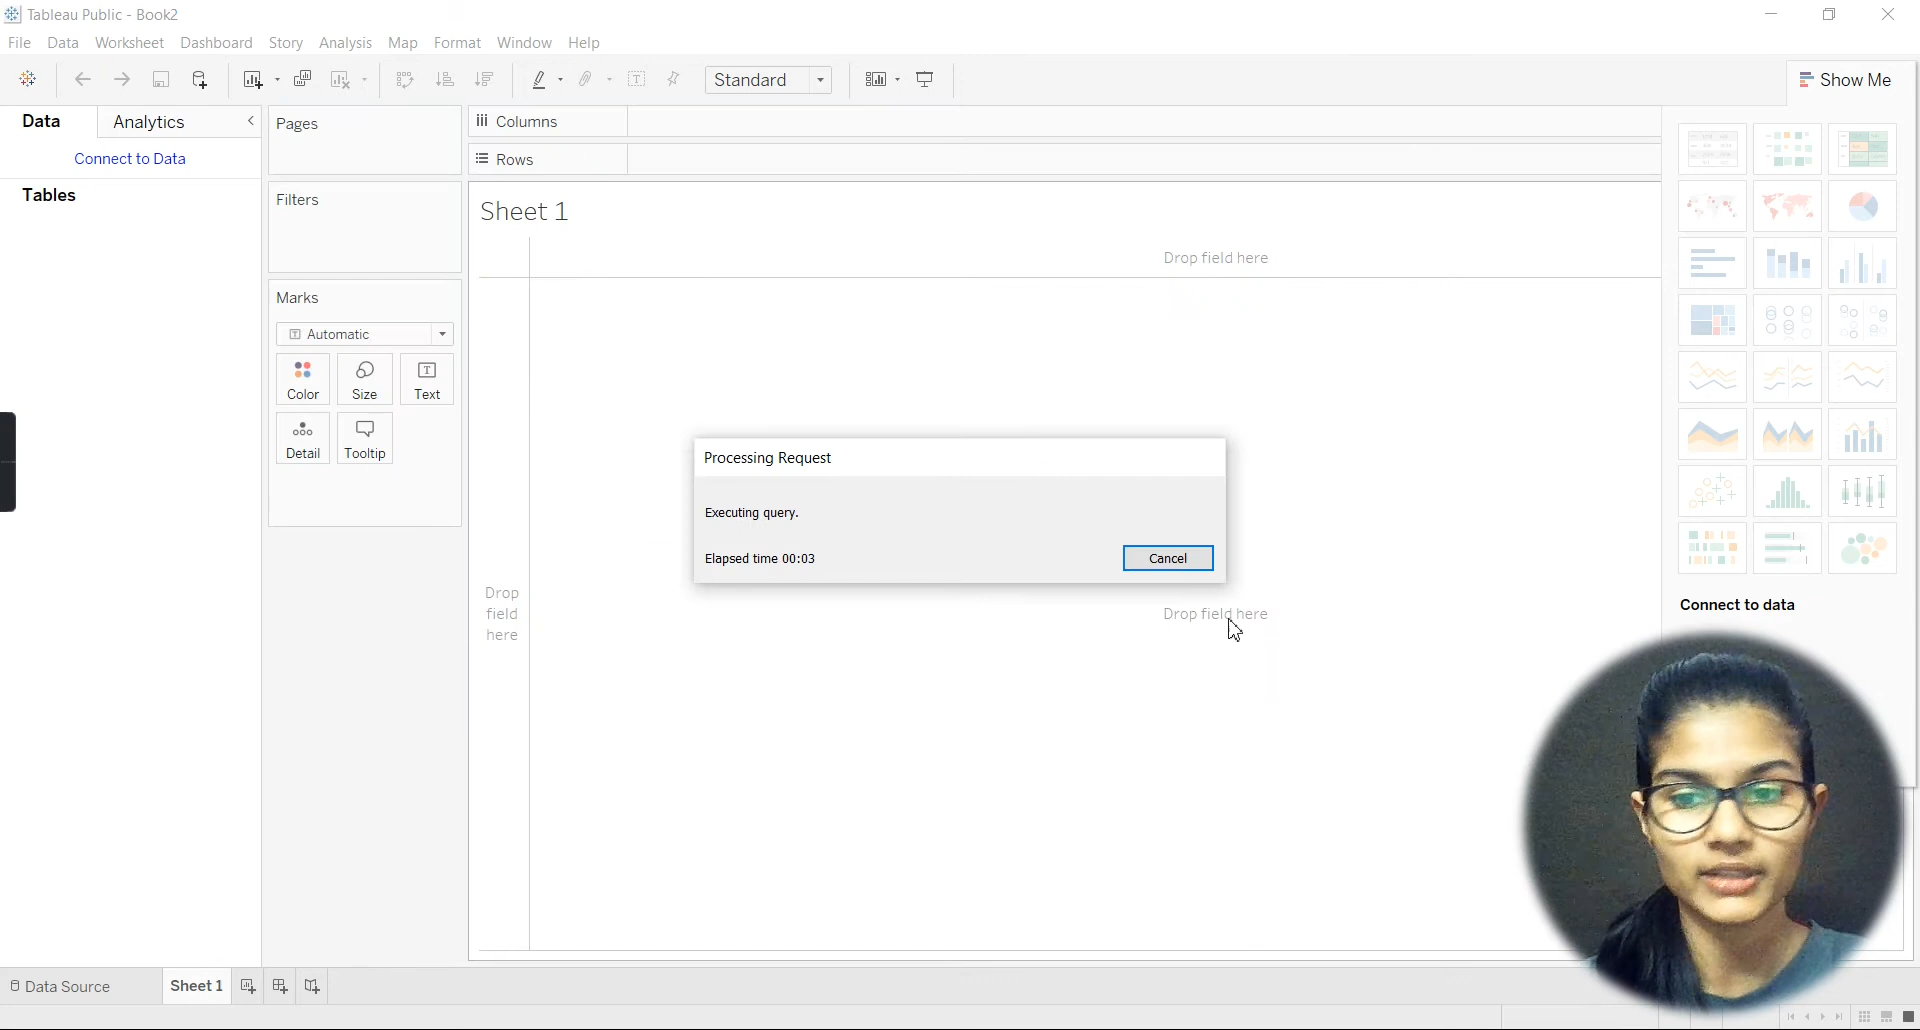 Tableau Public - Book2
File Data Worksheet Dashboard Story Analysis Map Format Window Help
Standard
Show Me
Data Analytics
Connect to Data
Tables
Pages
Filters
Marks
Automatic
Color Size Text
Detail Tooltip
Columns
Rows
Sheet 1
Drop field here
Processing Request
Executing query.
Elapsed time 00:03
Cancel
Drop
field
here
Drop field here
Connect to data
Data Source
Sheet 1